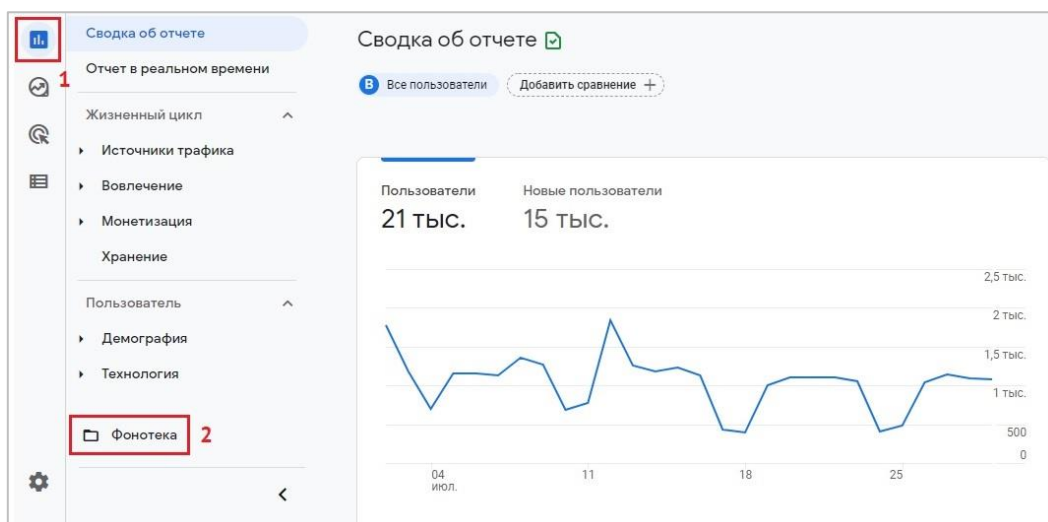 Сводка об отчете
Отчет в реальном времени
1
Жизненный цикл
Источники трафика
Вовлечение
Монетизация
Хранение
Пользователь
Демография
Технология
Фонотека
2
Сводка об отчете
В Все пользователи
Добавить сравнение +
Пользователи
21 тыс.
Новые пользователи
15 тыс.
2,5 тыс.
2 тыс.
1,5 тыс.
1 тыс.
500
0
04
июл.
11
18
25